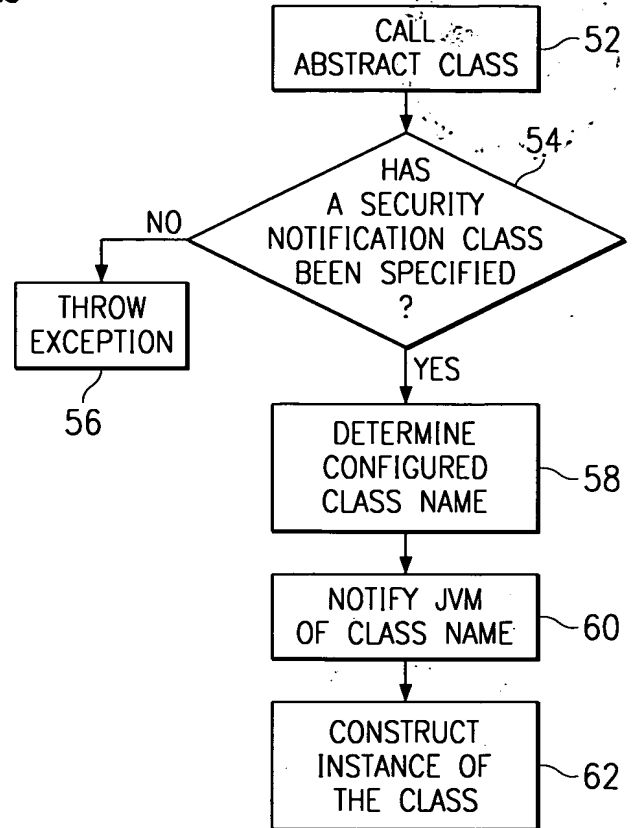 CALL
ABSTRACT CLASS
52
54
HAS
A SECURITY
NOTIFICATION CLASS
BEEN SPECIFIED
?
NO
THROW
EXCEPTION
56
YES
DETERMINE
CONFIGURED
CLASS NAME
58
NOTIFY JVM
OF CLASS NAME
60
CONSTRUCT
INSTANCE OF
THE CLASS
62